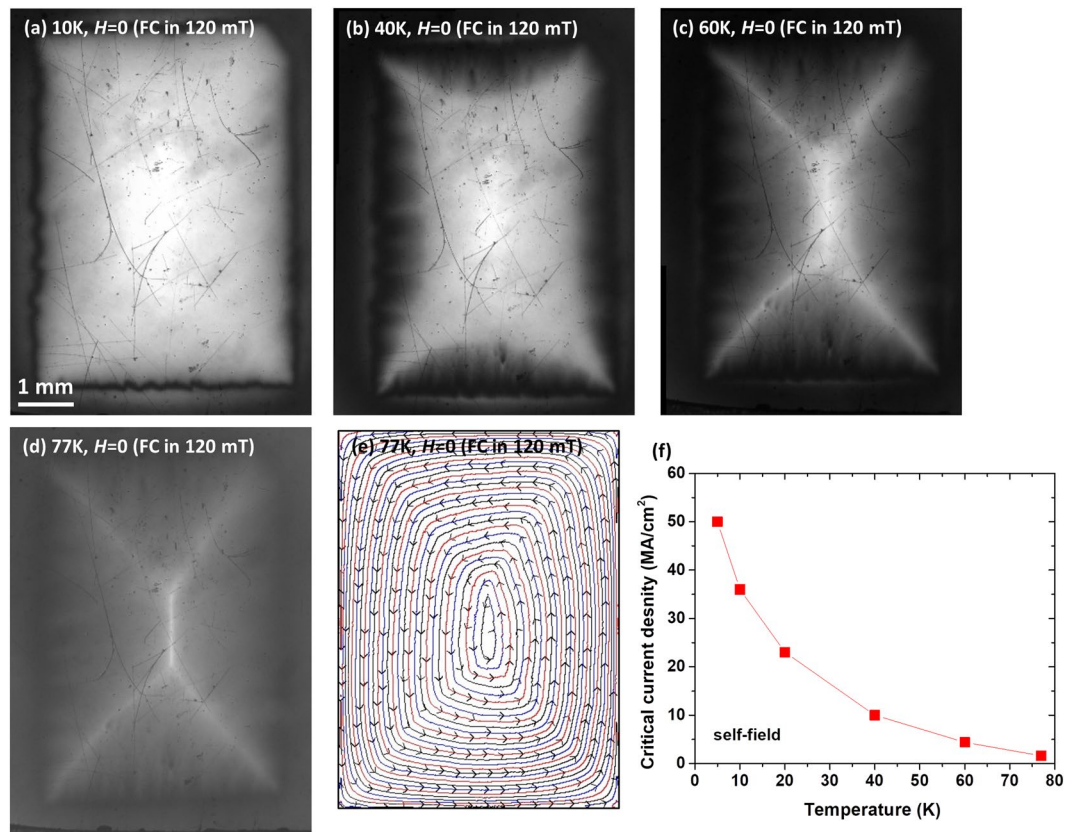 (a) 10K, H=0 (FC in 120 mT)
(b) 40K, H=0 (FC in 120 mT)
(c) 60K, H=0 (FC in 120 mT)
1 mm
(d) 77K, H=0 (FC in 120 mT)
(e) 77K, H=0 (FC in 120 mT)
(f)
Critical current desnity (MA/cm²)
60
50
40
30
20
10
0
self-field
0 10 20 30 40 50 60 70 80
Temperature (K)